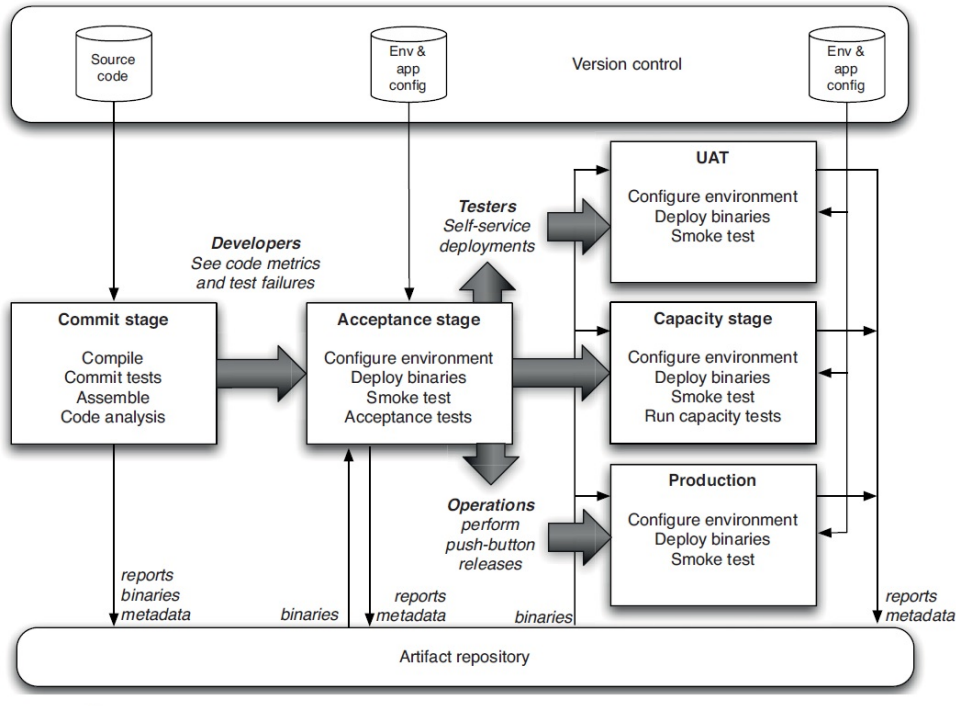 Source
code
Env &
app
config
Version control
Env &
app
config
Developers
See code metrics
and test failures
Testers
Self-service
deployments
UAT
Configure environment
Deploy binaries
Smoke test
Commit stage
Compile
Commit tests
Assemble
Code analysis
Acceptance stage
Configure environment
Deploy binaries
Smoke test
Acceptance tests
Capacity stage
Configure environment
Deploy binaries
Smoke test
Run capacity tests
Operations
perform
push-button
releases
Production
Configure environment
Deploy binaries
Smoke test
reports
binaries
metadata
binaries
reports
metadata
binaries
reports
metadata
Artifact repository